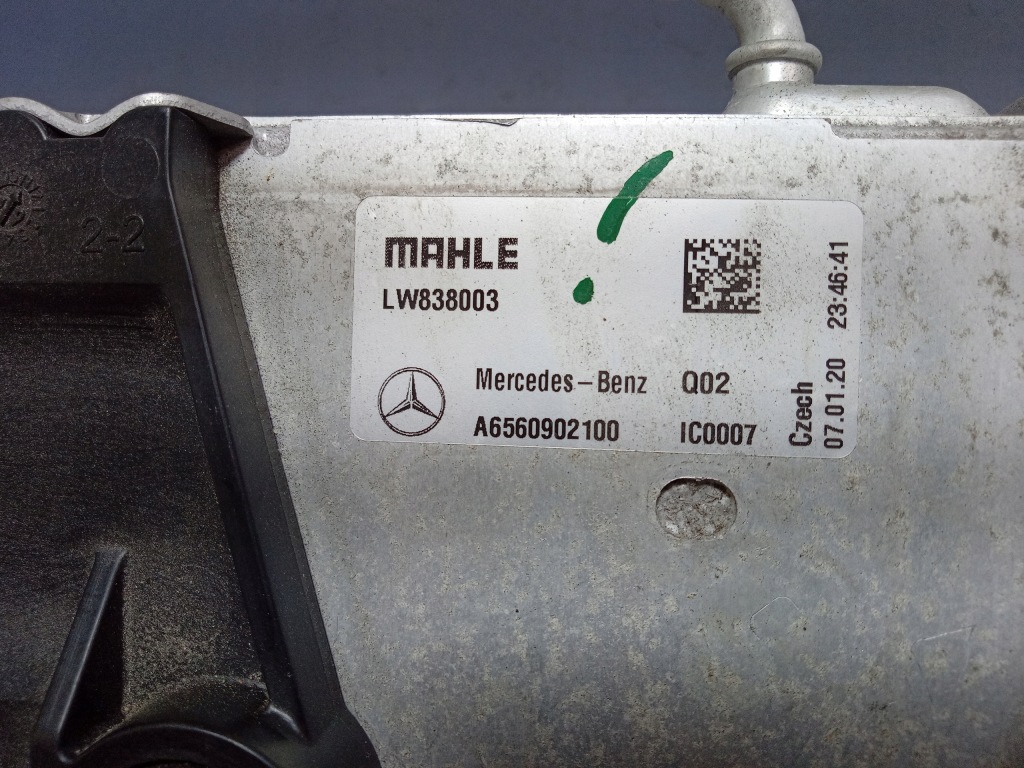 2-2
MAHLE
LW838003
Mercedes-Benz Q02
A6560902100 IC0007
Czech
07.01.20 23:46:41